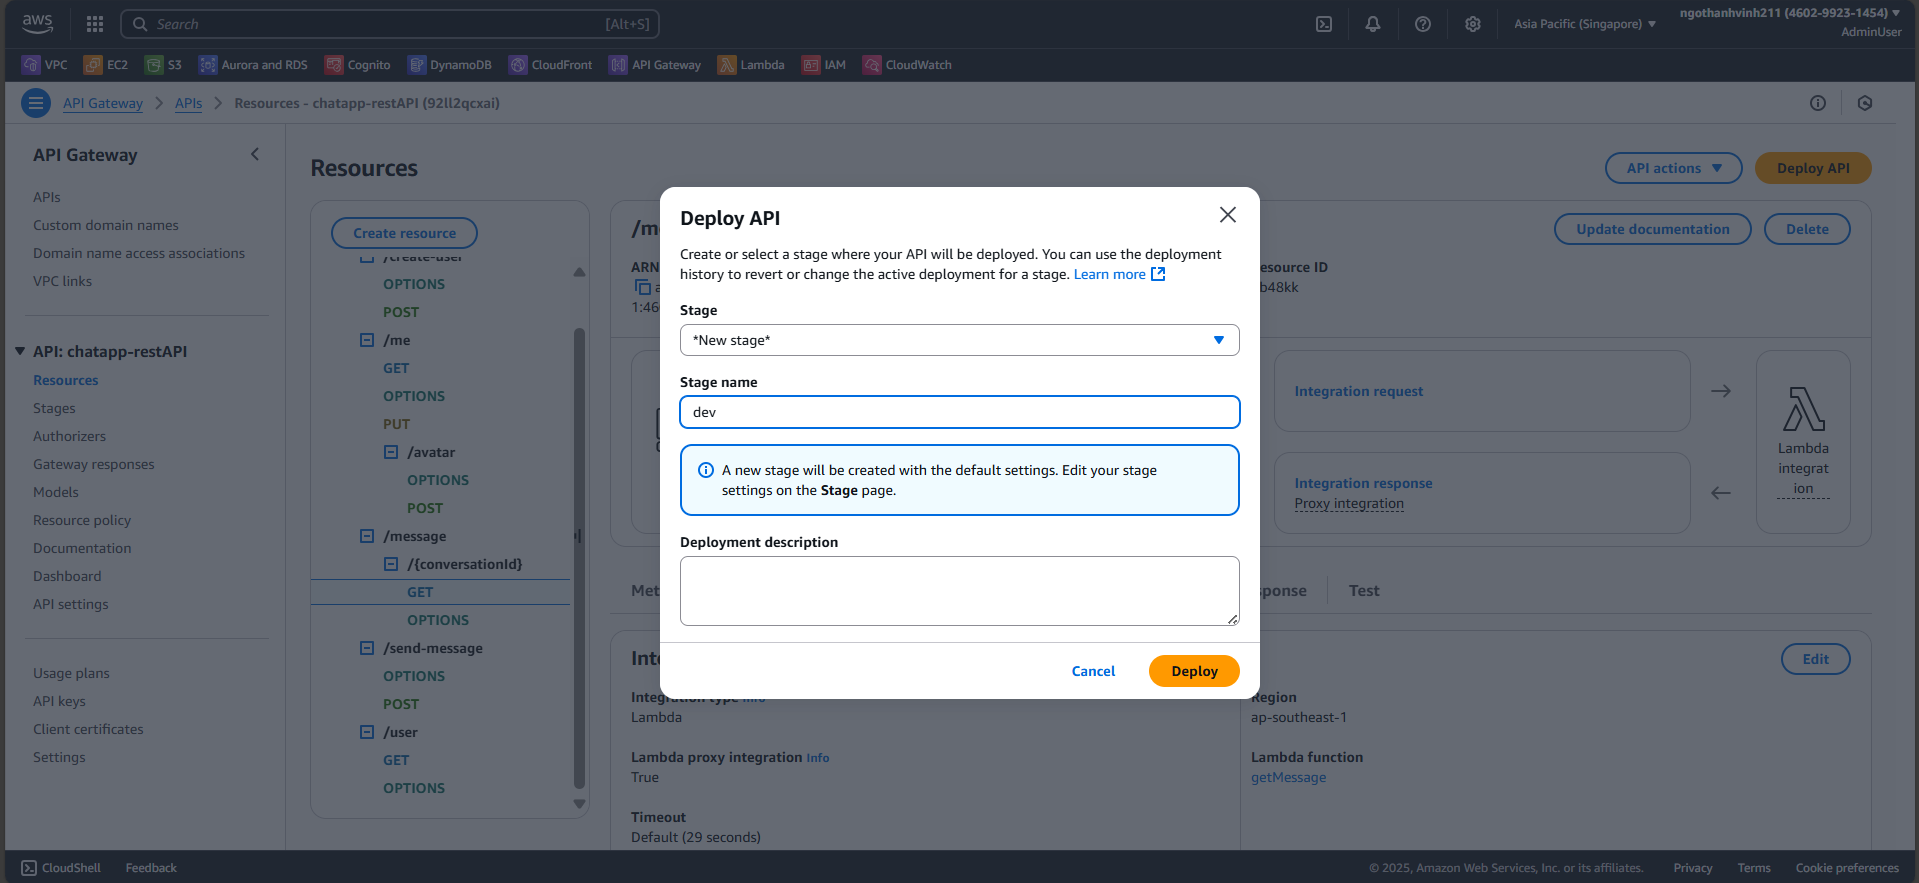 aws
Search
[Alt+S]
Asia Pacific (Singapore)
ngothanhvinh211 (4602-9923-1454)
AdminUser
VPC
EC2
S3
Aurora and RDS
Cognito
DynamoDB
CloudFront
API Gateway
Lambda
IAM
CloudWatch
API Gateway
APIs
Resources - chatapp-restAPI (92ll2qcxai)
API Gateway
APIs
Custom domain names
Domain name access associations
VPC links
API: chatapp-restAPI
Resources
Stages
Authorizers
Gateway responses
Models
Resource policy
Documentation
Dashboard
API settings
Usage plans
API keys
Client certificates
Settings
Resources
API actions
Deploy API
Create resource
/create-user
OPTIONS
POST
/me
GET
OPTIONS
PUT
/avatar
OPTIONS
POST
/message
/{conversationId}
GET
OPTIONS
/send-message
OPTIONS
POST
/user
GET
OPTIONS
Update documentation
Delete
ARN
1:46
esource ID
b48kk
Integration request
Integration response
Proxy integration
Lambda
integrat
ion
Met
ponse
Test
Int
Edit
Integration type Info
Lambda
Region
ap-southeast-1
Lambda proxy integration Info
True
Lambda function
getMessage
Timeout
Default (29 seconds)
Deploy API
Create or select a stage where your API will be deployed. You can use the deployment
history to revert or change the active deployment for a stage. Learn more
Stage
*New stage*
Stage name
dev
A new stage will be created with the default settings. Edit your stage
settings on the Stage page.
Deployment description
Cancel
Deploy
CloudShell
Feedback
© 2025, Amazon Web Services, Inc. or its affiliates.
Privacy
Terms
Cookie preferences